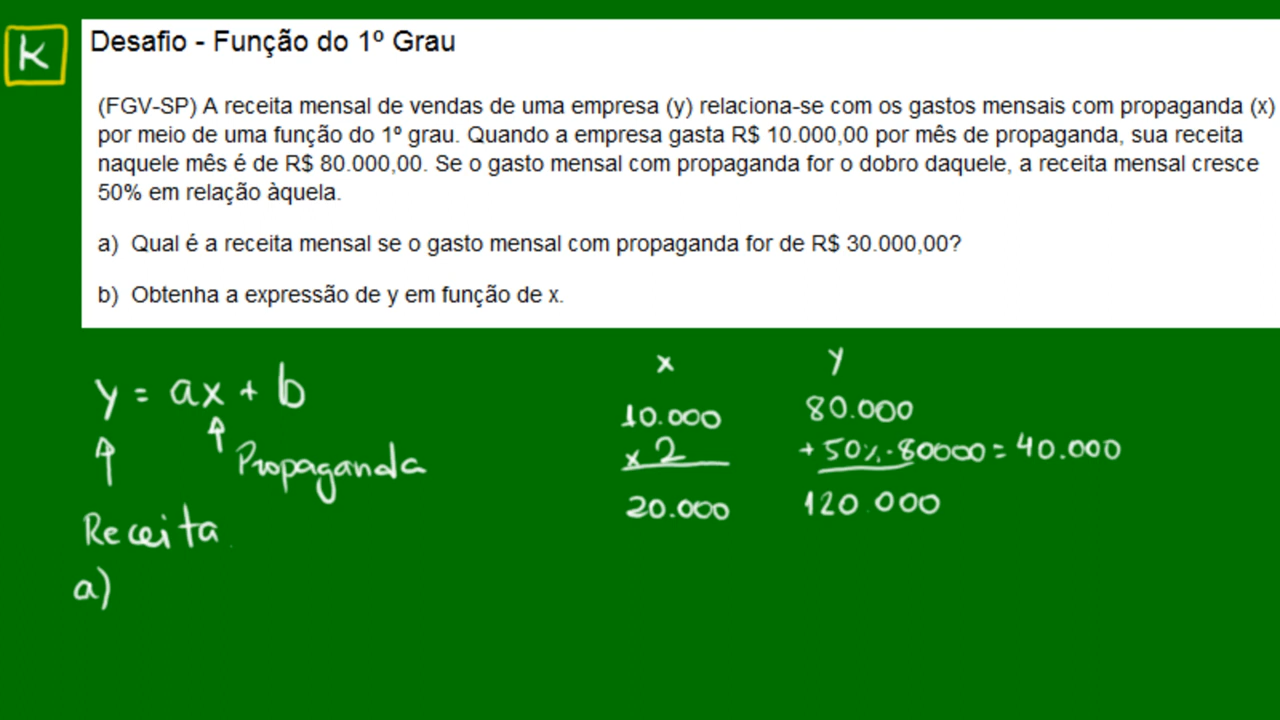 K
Desafio - Função do 1º Grau
(FGV-SP) A receita mensal de vendas de uma empresa (y) relaciona-se com os gastos mensais com propaganda (x)
por meio de uma função do 1º grau. Quando a empresa gasta R$ 10.000,00 por mês de propaganda, sua receita
naquele mês é de R$ 80.000,00. Se o gasto mensal com propaganda for o dobro daquele, a receita mensal cresce
50% em relação àquela.
a) Qual é a receita mensal se o gasto mensal com propaganda for de R$ 30.000,00?
b) Obtenha a expressão de y em função de x.
y = ax + b
Propaganda
Receita
a)
x y
10.000 80.000
x 2 + 50%.80000 = 40.000
20.000 120.000